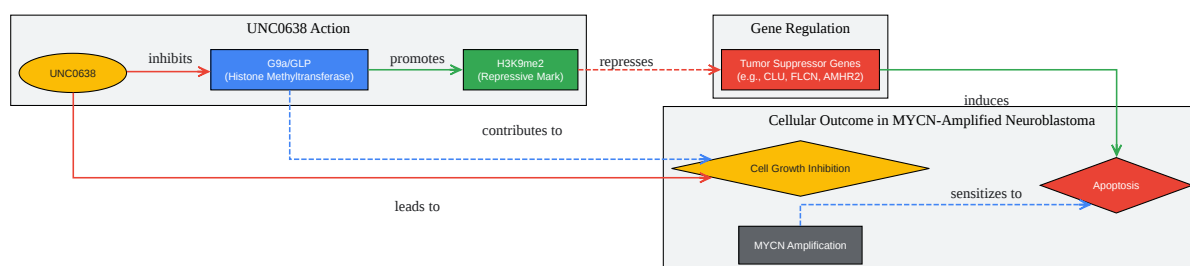 UNC0638 Action
Gene Regulation
UNC0638
inhibits
G9a/GLP
(Histone Methyltransferase)
promotes
H3K9me2
(Repressive Mark)
represses
Tumor Suppressor Genes
(e.g., CLU, FLCN, AMHR2)
induces
contributes to
Cellular Outcome in MYCN-Amplified Neuroblastoma
Cell Growth Inhibition
Apoptosis
leads to
sensitizes to
MYCN Amplification